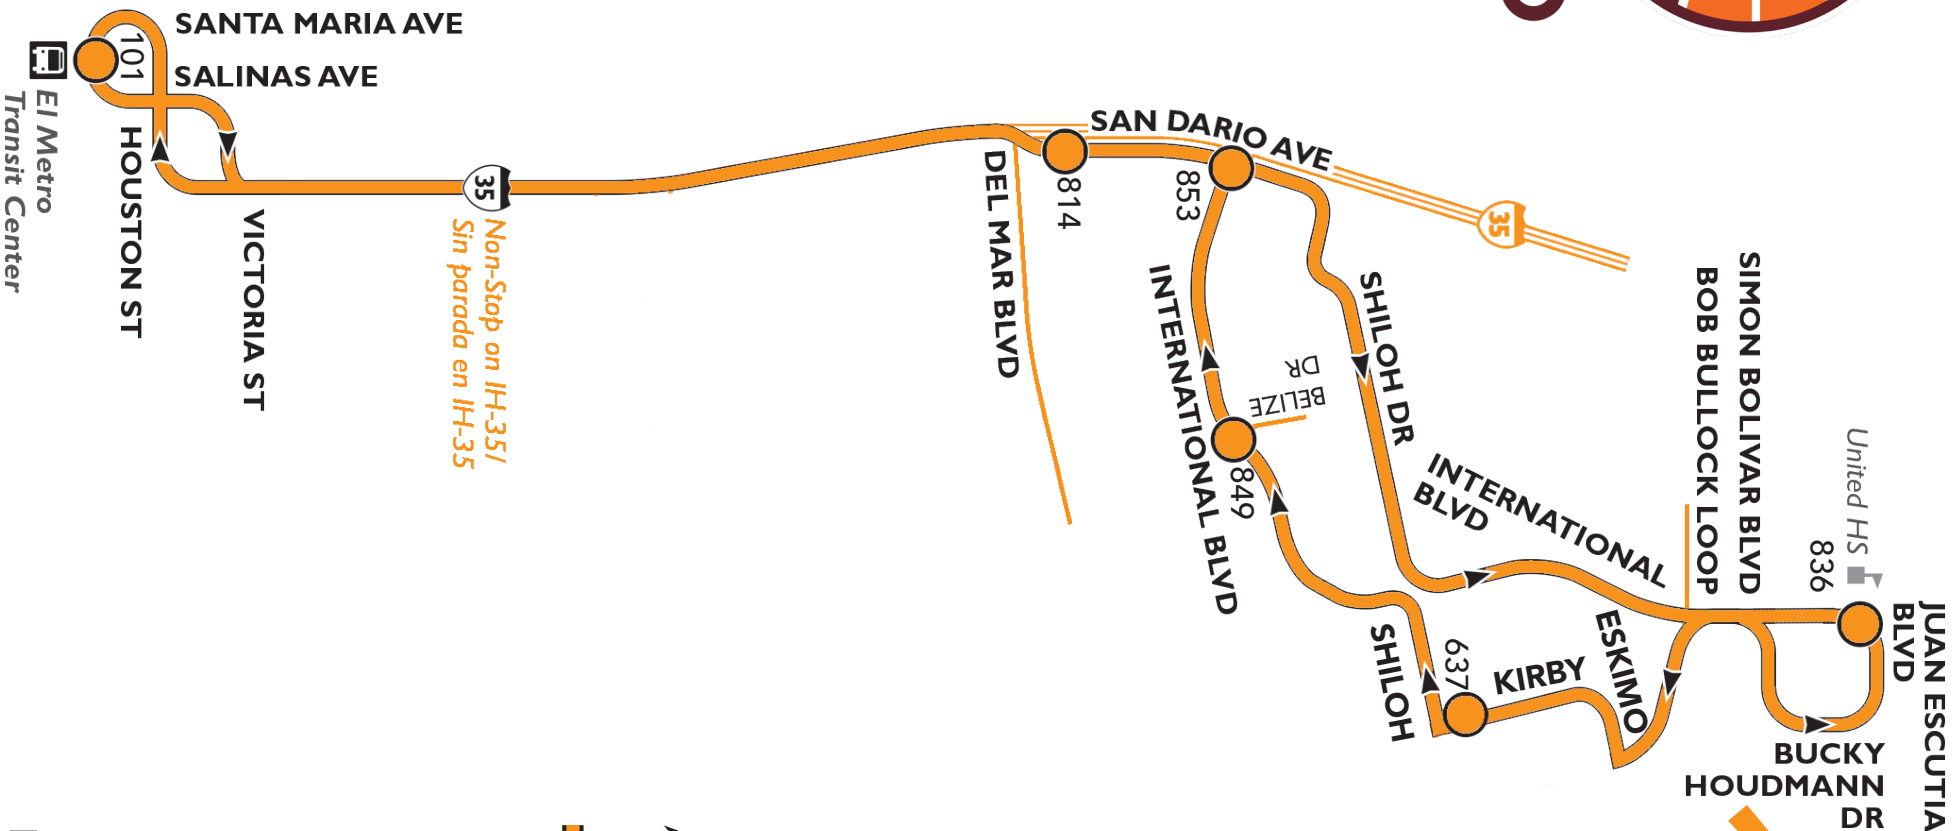 SANTA MARIA AVE
SALINAS AVE
101
El Metro
Transit Center
HOUSTON ST
VICTORIA ST
35
Non-Stop on IH-35/
Sin parada en IH-35
DEL MAR BLVD
814
SAN DARIO AVE
853
35
INTERNATIONAL BLVD
BELIZE
DR
849
SHILOH DR
INTERNATIONAL
BLVD
SIMON BOLIVAR BLVD
BOB BULLOCK LOOP
United HS
836
JUAN ESCUTIA
BLVD
SHILOH
637
KIRBY
ESKIMO
BUCKY
HOUDMANN
DR